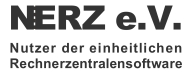 NERZ e.V.
Nutzer der einheitlichen
Rechnerzentralensoftware